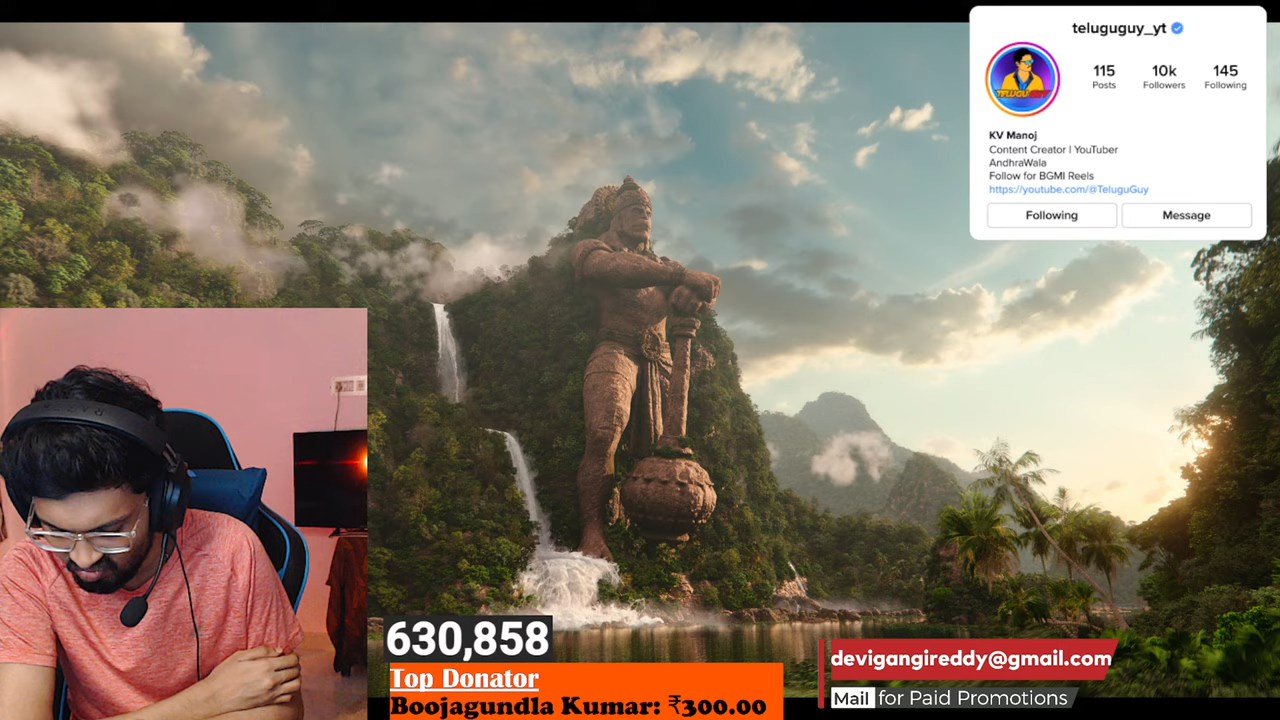 teluguguy_yt
115
10k
145
Posts
Followers
Following
TELUGUGUY
KV Manoj
Content Creator | YouTuber
AndhraWala
Follow for BGMI Reels
https://youtube.com/@TeluguGuy
Following
Message
630,858
Top Donator
Boojagundla Kumar: ₹300.00
devigangireddy@gmail.com
Mail for Paid Promotions